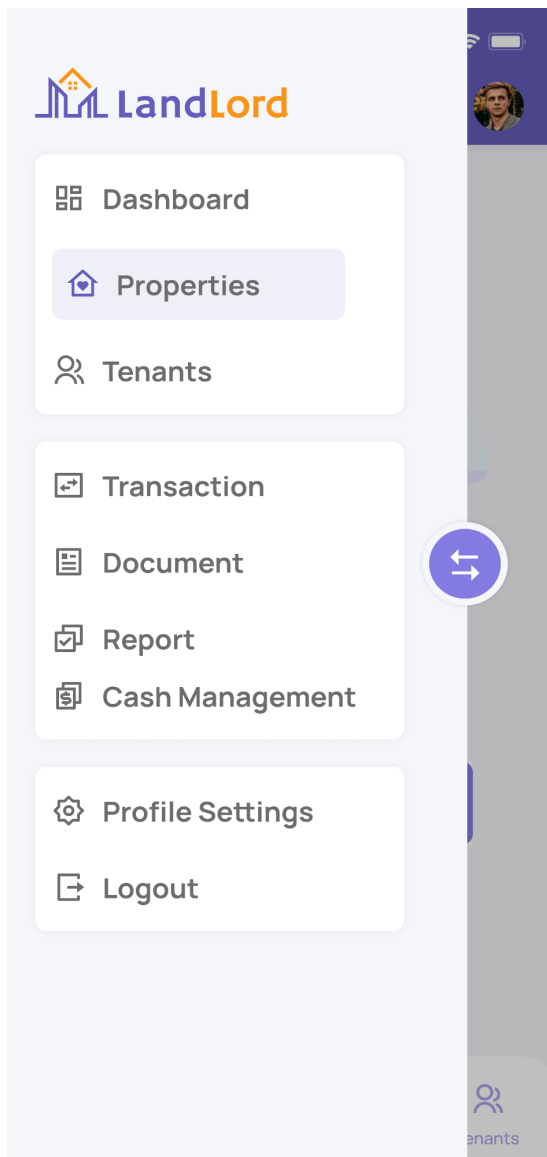 LandLord
Dashboard
Properties
Tenants
Transaction
Document
Report
Cash Management
Profile Settings
Logout
enants